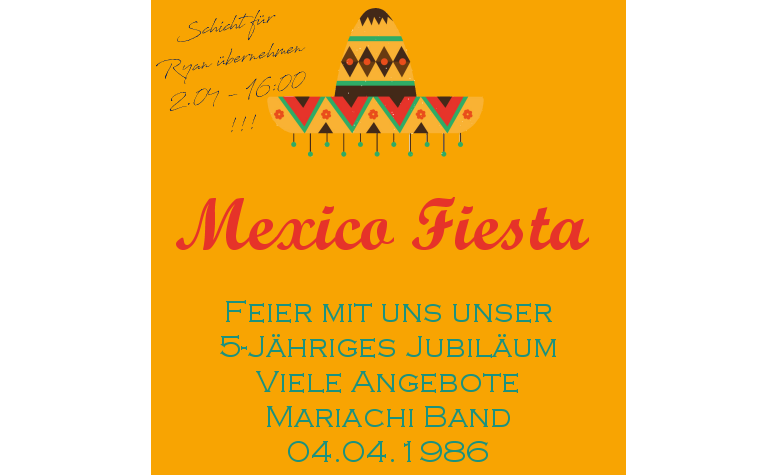 Schicht für
Ryan übernehmen
2.04 - 16:00
!!!
Mexico Fiesta
Feier mit uns unser
5-Jähriges Jubiläum
Viele Angebote
Mariachi Band
04.04.1986